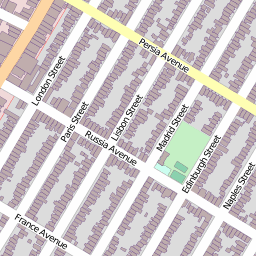 Persia Avenue
London Street
Paris Street
Lisbon Street
Madrid Street
Russia Avenue
Edinburgh Street
Naples Street
France Avenue